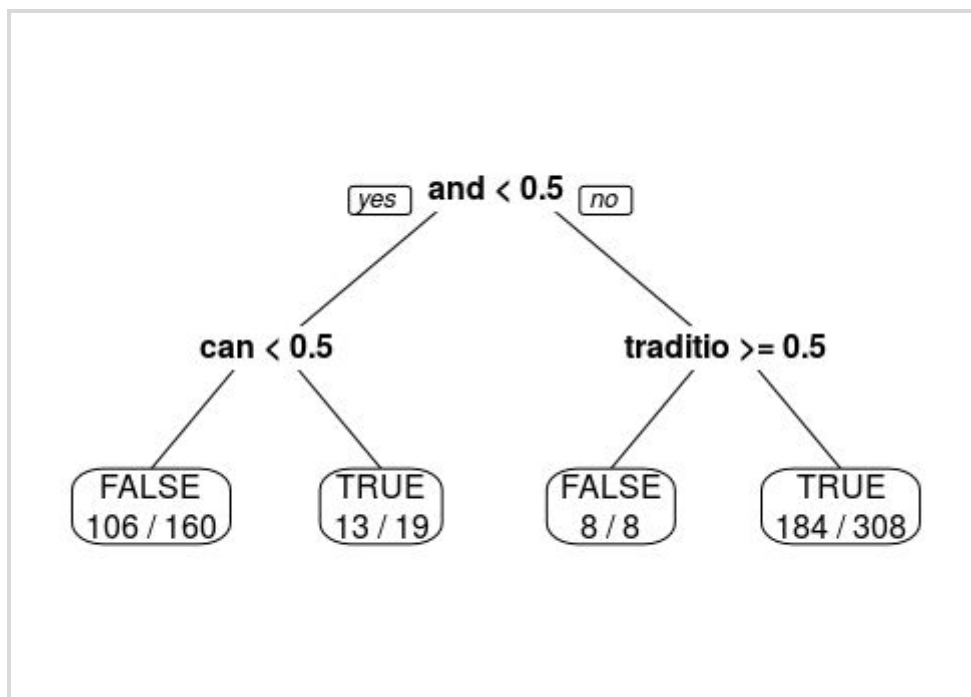 yes and < 0.5 no
can < 0.5 traditio >= 0.5
FALSE TRUE FALSE TRUE
106 / 160 13 / 19 8 / 8 184 / 308